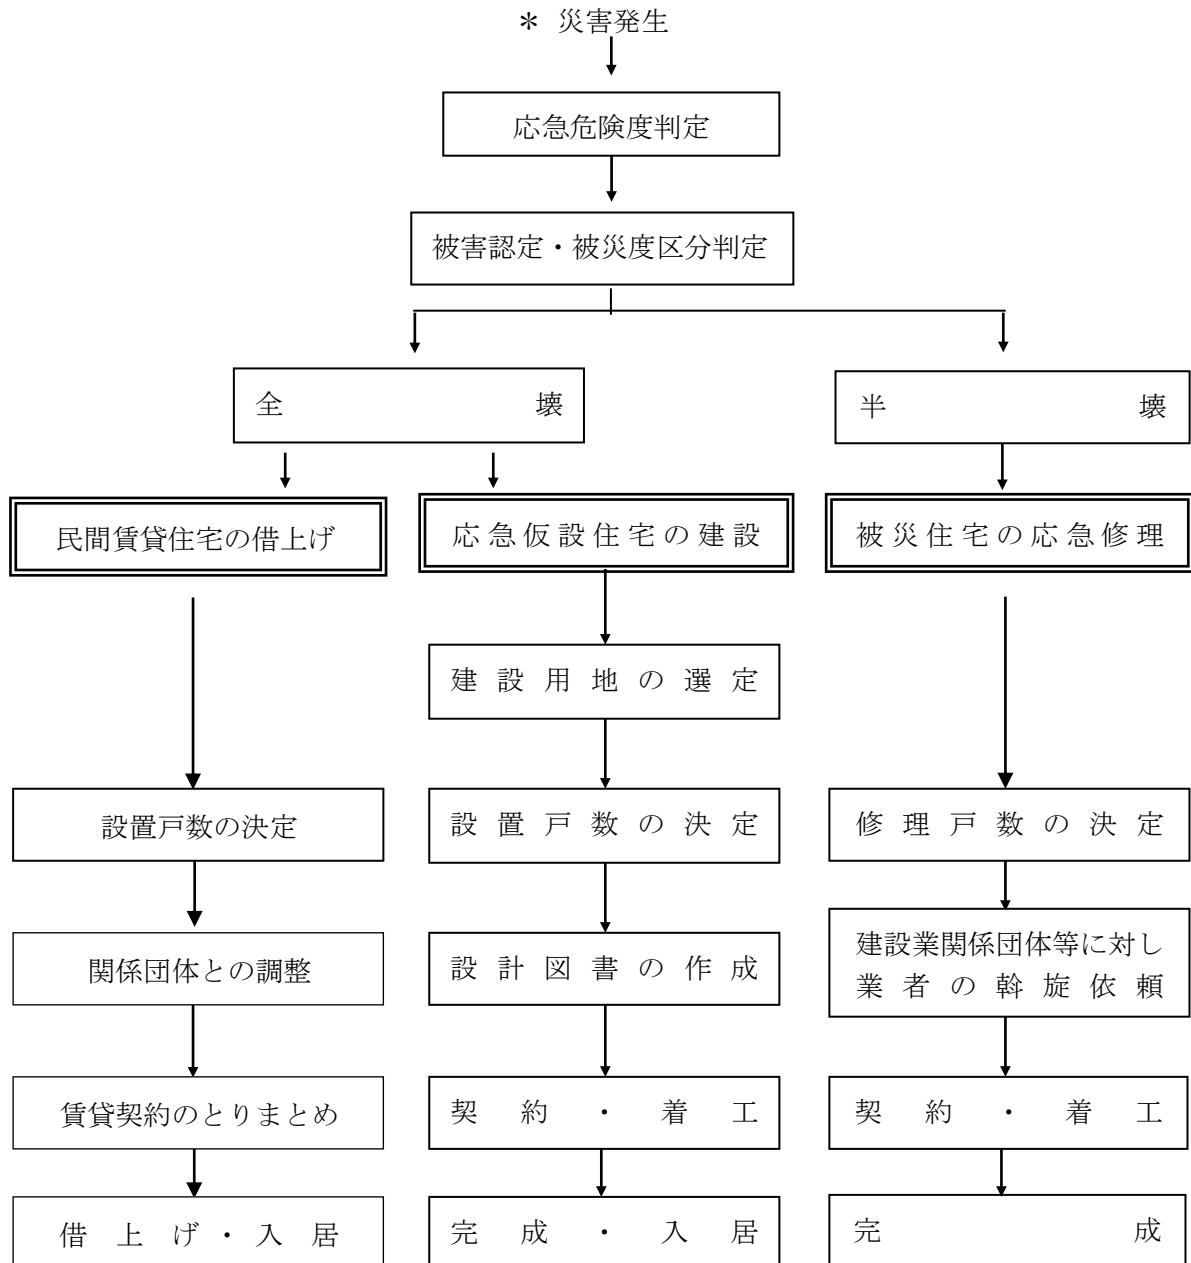 ＊ 災害発生
応急危険度判定
被害認定・被災度区分判定
全壊
半壊
民間賃貸住宅の借上げ
応急仮設住宅の建設
被災住宅の応急修理
建設用地の選定
設置戸数の決定
設置戸数の決定
修理戸数の決定
関係団体との調整
設計図書の作成
建設業関係団体等に対し
業者の斡旋依頼
賃貸契約のとりまとめ
契約・着工
契約・着工
借上げ・入居
完成・入居
完成